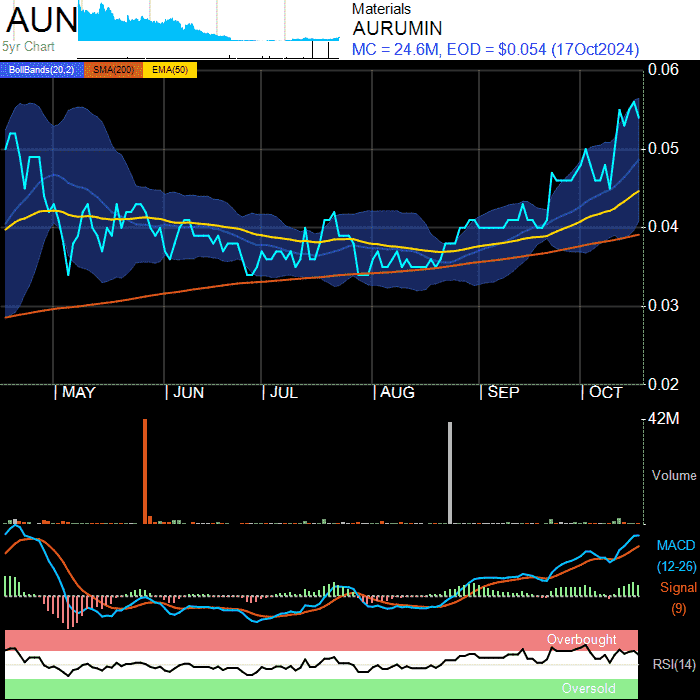 AUN
5yr Chart
Materials
AURUMIN
MC = 24.6M, EOD = $0.054 (17Oct2024)
BollBands(20,2) SMA(200) EMA(50)
0.06
0.05
0.04
0.03
0.02
MAY JUN JUL AUG SEP OCT
42M
Volume
MACD
(12-26)
Signal
(9)
Overbought
RSI(14)
Oversold